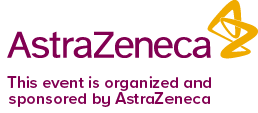 AstraZeneca
This event is organized and
sponsored by AstraZeneca